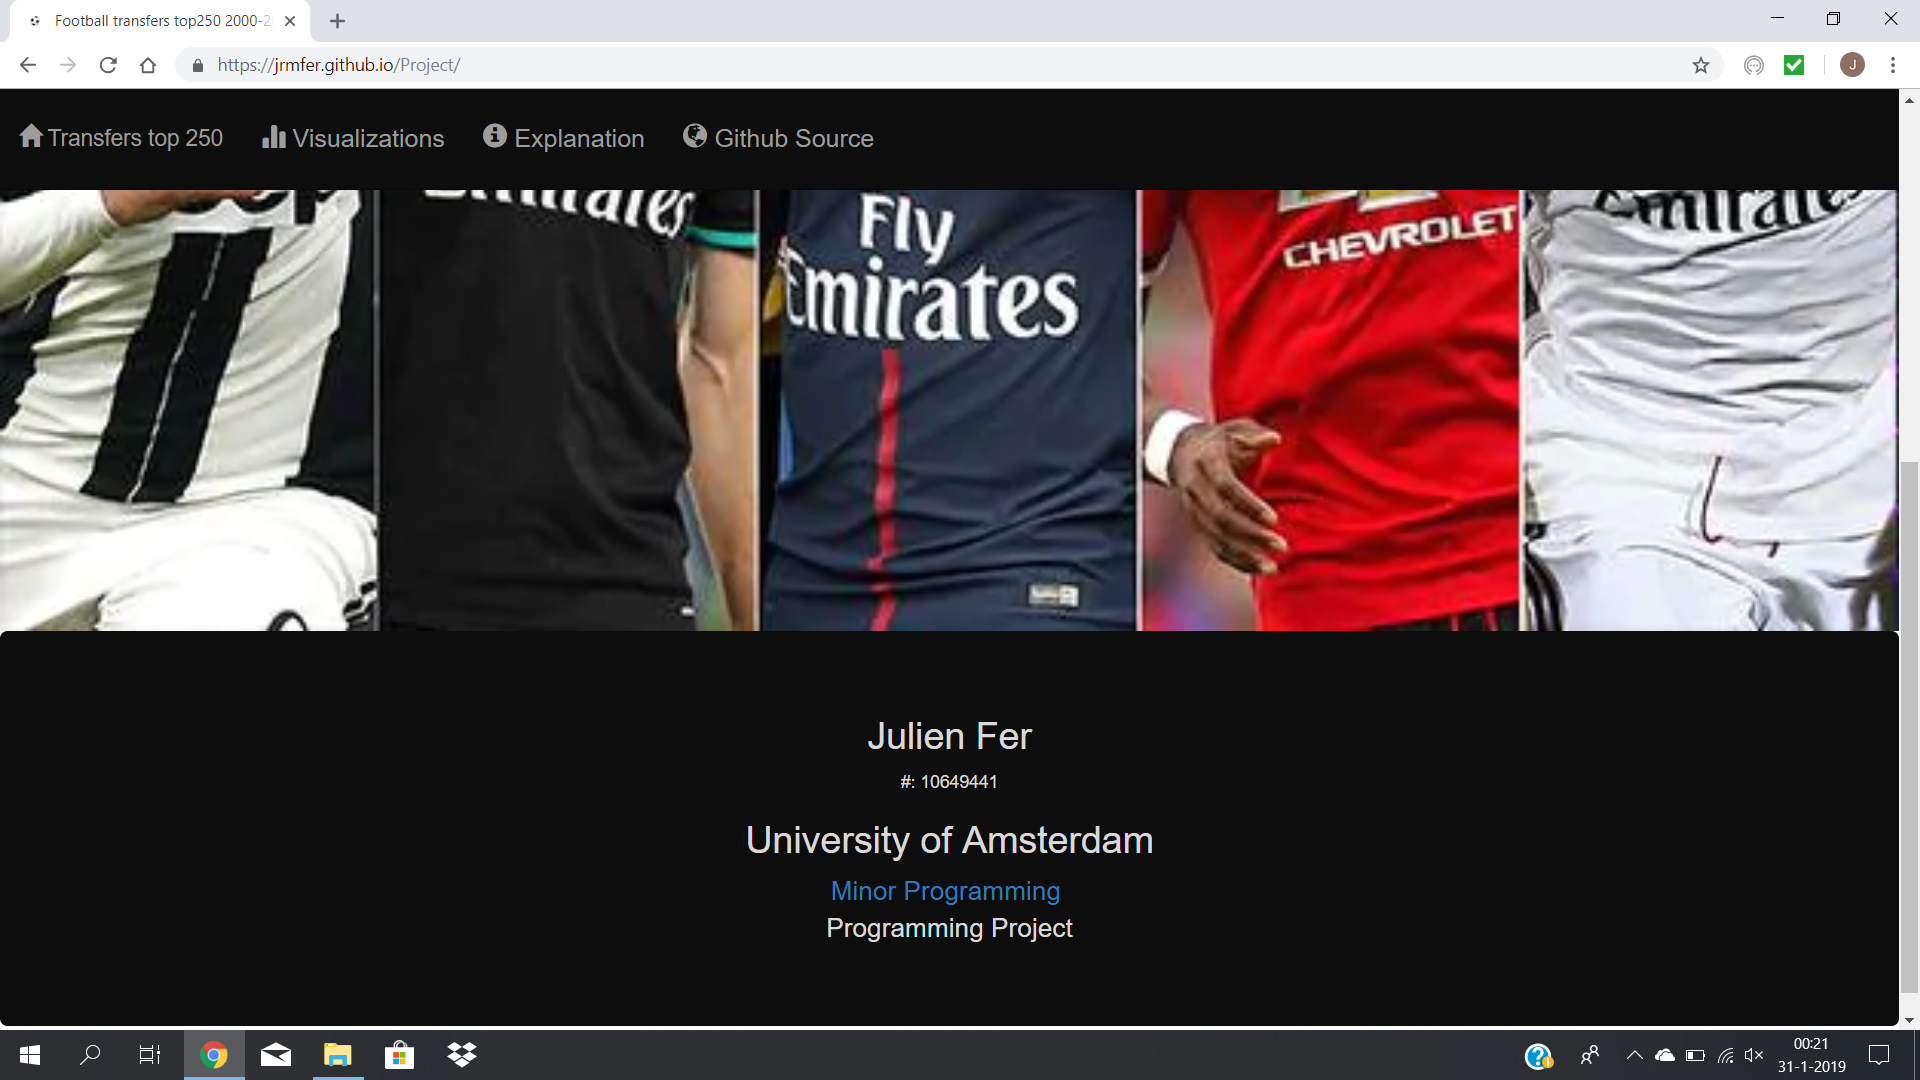 Football transfers top250 2000-2
https://jrmfer.github.io/Project/
J
Transfers top 250 Visualizations Explanation Github Source
Emirates
Fly
Emirates
CHEVROLET
Emirates
Julien Fer
#: 10649441
University of Amsterdam
Minor Programming
Programming Project
00:21
31-1-2019